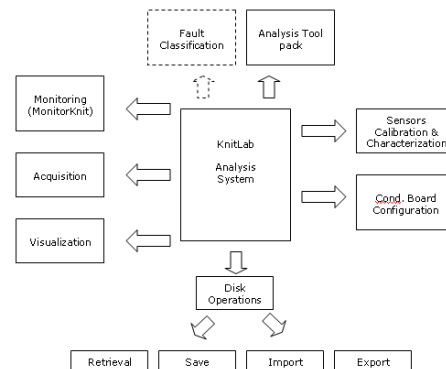 Fault
Classification
Analysis Tool
pack
Monitoring
(MonitorKnit)
KnitLab
Analysis
System
Sensors
Calibration &
Characterization
Acquisition
Cond. Board
Configuration
Visualization
Disk
Operations
Retrieval
Save
Import
Export